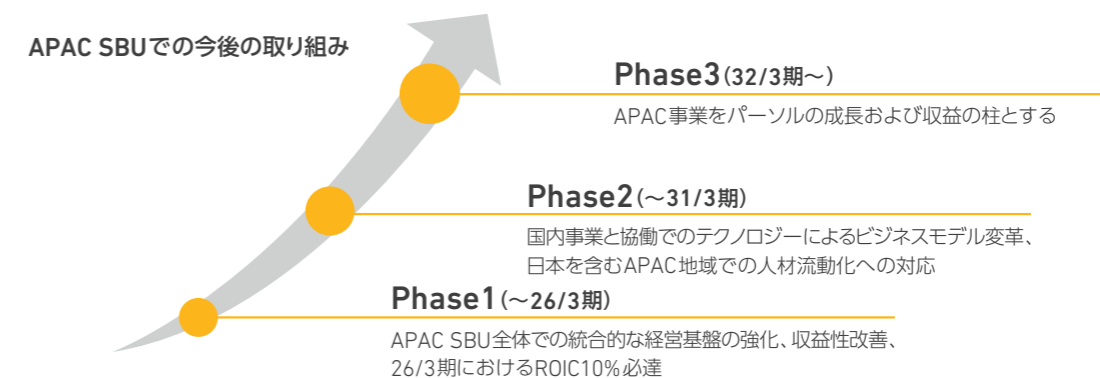 APAC SBUでの今後の取り組み
Phase3（32/3期〜）
APAC事業をパーソルの成長および収益の柱とする
Phase2（〜31/3期）
国内事業と協働でのテクノロジーによるビジネスモデル変革、
日本を含むAPAC地域での人材流動化への対応
Phase1（〜26/3期）
APAC SBU全体での統合的な経営基盤の強化、収益性改善、
26/3期におけるROIC10%必達